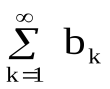 ∞
∑ b_k
k=1